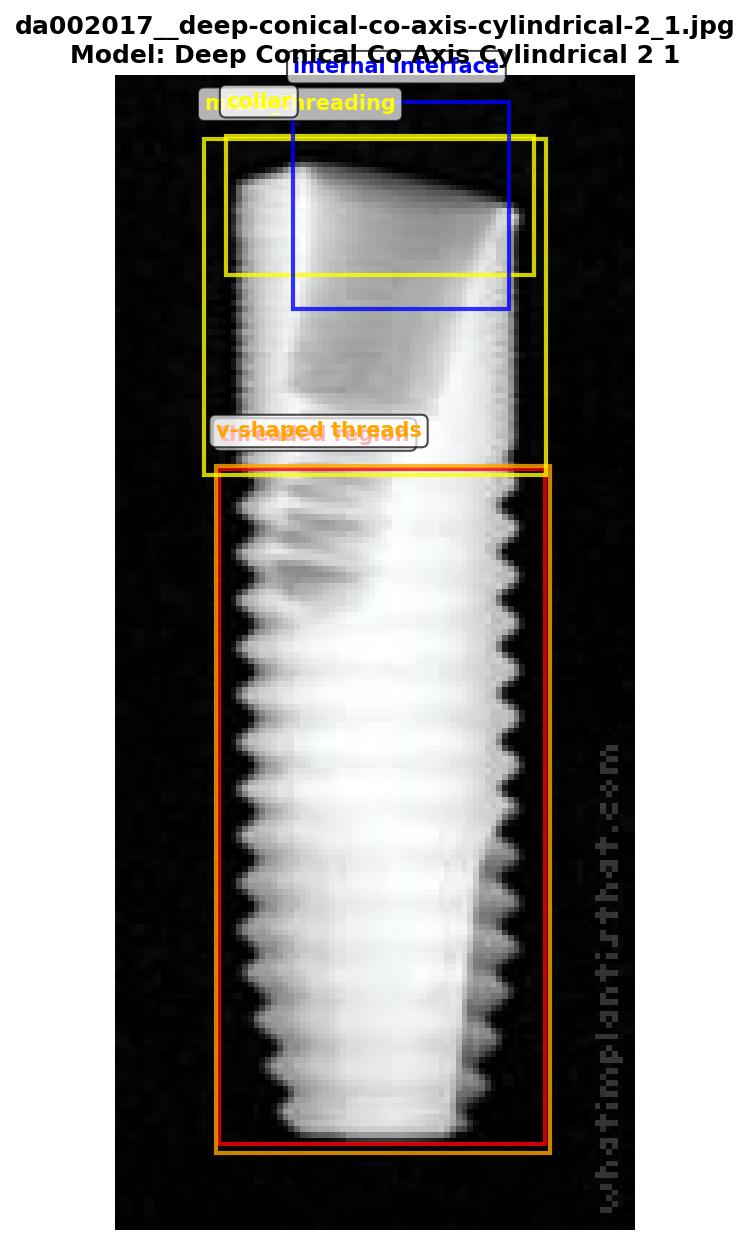 da002017__deep-conical-co-axis-cylindrical-2_1.jpg
Model: Deep Conical Co Axis Cylindrical 2 1
internal interface
collar
threading
v-shaped threads
threaded region
whatimplantisthat.com